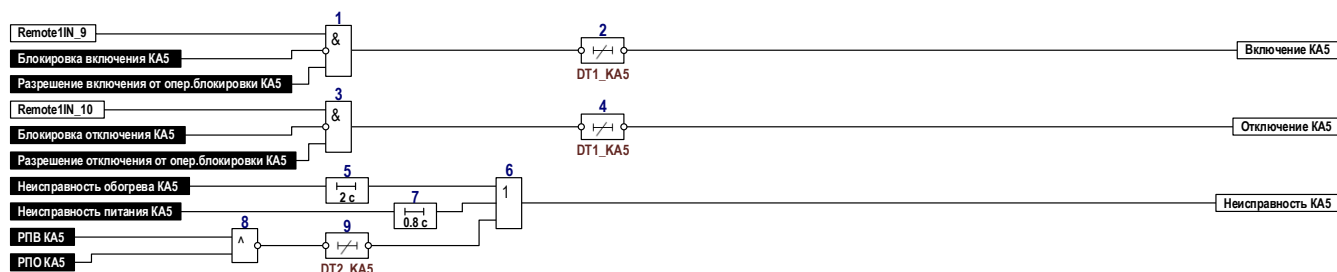 1
Remote1IN_9
&
2
Блокировка включения КА5
Включение КА5
Разрешение включения от опер.блокировки КА5
DT1_KA5
3
Remote1IN_10
&
4
Блокировка отключения КА5
Отключение КА5
Разрешение отключения от опер.блокировки КА5
DT1_KA5
5
6
Неисправность обогрева КА5
2 с
1
7
Неисправность питания КА5
0.8 с
Неисправность КА5
8
9
РПВ КА5
^
РПО КА5
DT2_KA5